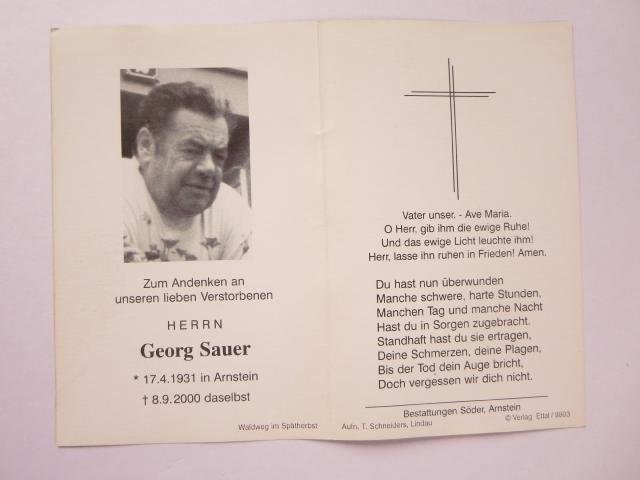 Zum Andenken an
unseren lieben Verstorbenen
HERRN
Georg Sauer
* 17.4.1931 in Arnstein
† 8.9.2000 daselbst
Waldweg im Spätherbst
Vater unser. - Ave Maria.
O Herr, gib ihm die ewige Ruhe!
Und das ewige Licht leuchte ihm!
Herr, lasse ihn ruhen in Frieden! Amen.
Du hast nun überwunden
Manche schwere, harte Stunden,
Manchen Tag und manche Nacht
Hast du in Sorgen zugebracht.
Standhaft hast du sie ertragen,
Deine Schmerzen, deine Plagen,
Bis der Tod dein Auge bricht,
Doch vergessen wir dich nicht.
Bestattungen Söder, Arnstein
Aufn. T. Schneiders, Lindau
© Verlag Ettal / 9803